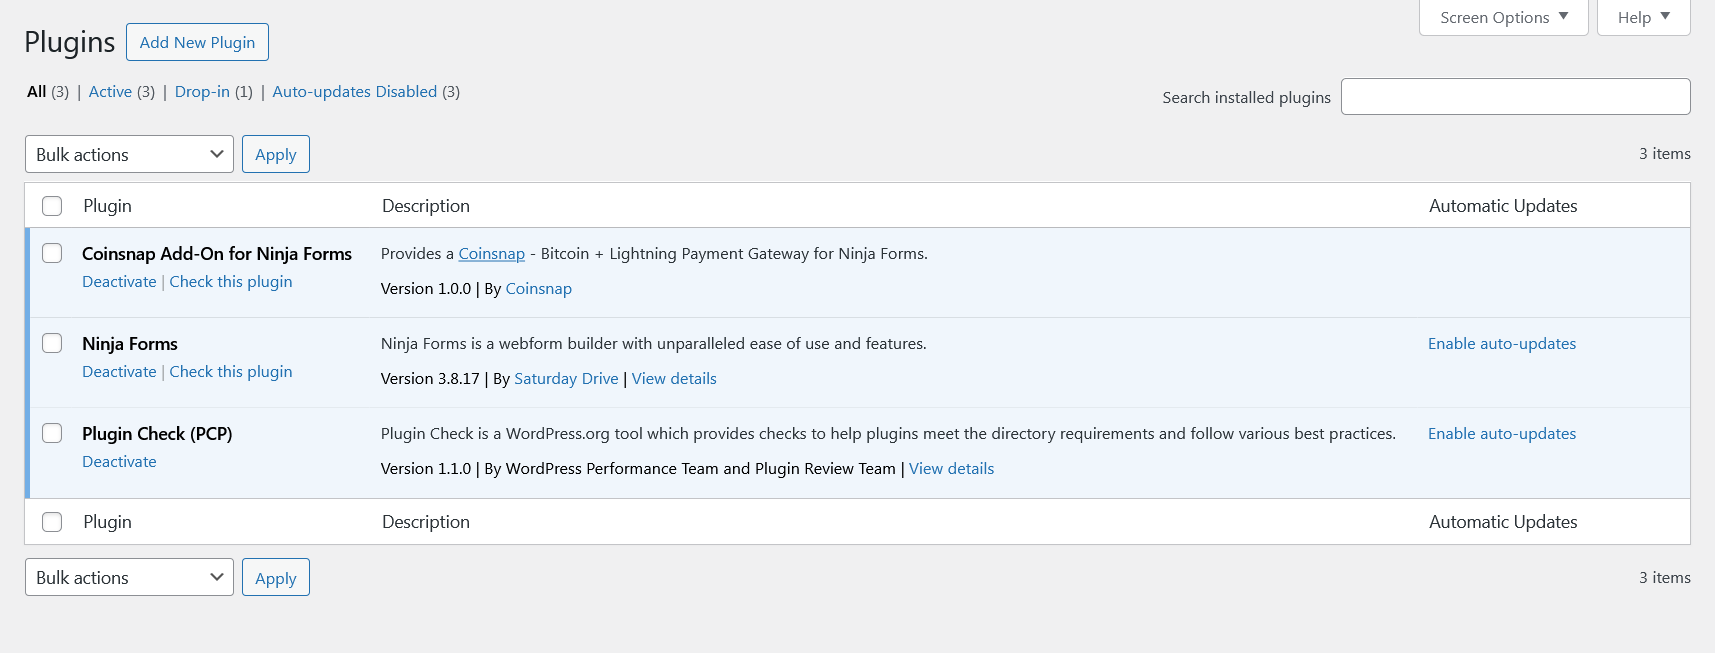 Screen Options ▼ Help ▼
Plugins Add New Plugin
All (3) | Active (3) | Drop-in (1) | Auto-updates Disabled (3)
Search installed plugins
Bulk actions Apply 3 items
Plugin Description Automatic Updates
Coinsnap Add-On for Ninja Forms Provides a Coinsnap - Bitcoin + Lightning Payment Gateway for Ninja Forms.
Deactivate | Check this plugin
Version 1.0.0 | By Coinsnap
Ninja Forms Ninja Forms is a webform builder with unparalleled ease of use and features. Enable auto-updates
Deactivate | Check this plugin
Version 3.8.17 | By Saturday Drive | View details
Plugin Check (PCP) Plugin Check is a WordPress.org tool which provides checks to help plugins meet the directory requirements and follow various best practices. Enable auto-updates
Deactivate
Version 1.1.0 | By WordPress Performance Team and Plugin Review Team | View details
Plugin Description Automatic Updates
Bulk actions Apply 3 items